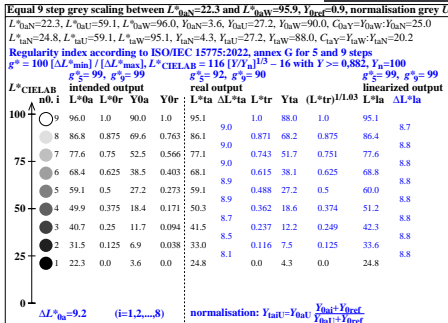 Equal 9 step grey scaling between L*0aN=22.3 and L*0aW=95.9, Y0ref=0.9, normalisation grey U
L*0aN=22.3, L*0aU=59.1, L*0aW=96.0, Y0aN=3.6, Y0aU=27.2, Y0aW=90.0, C0aY=Y0aW:Y0aN=25.0
L*taN=24.8, L*taU=59.1, L*taW=95.1, YtaN=4.3, YtaU=27.2, YtaW=88.0, CtaY=YtaW:YtaN=20.2
Regularity index according to ISO/IEC 15775:2022, annex G for 5 and 9 steps
g* = 100 [ΔL*min] / [ΔL*max], L*CIELAB = 116 [Y/Yn]1/3 – 16 with Y >= 0,882, Yn=100
g*5= 99, g*9= 99 g*5= 92, g*9= 90 g*5= 99, g*9= 99
L*CIELAB intended output real output linearized output
n0. i L*0a L*0r Y0a Y0r L*ta ΔL*ta L*tr Yta (L*tr)1/1.03 L*la ΔL*la
100 9 96.0 1.0 90.0 1.0 95.1 1.0 88.0 1.0 95.1
9.0 8.7
8 86.8 0.875 69.6 0.763 86.1 0.871 68.2 0.875 86.4
9.0 8.8
75 7 77.6 0.75 52.5 0.566 77.1 0.743 51.7 0.751 77.6
9.0 8.8
6 68.4 0.625 38.5 0.403 68.1 0.615 38.1 0.625 68.9
9.0 8.8
5 59.1 0.5 27.2 0.273 59.1 0.488 27.2 0.5 60.0
8.9 8.8
50 4 49.9 0.375 18.4 0.171 50.3 0.362 18.6 0.374 51.2
8.7 8.8
3 40.7 0.25 11.7 0.094 41.5 0.237 12.2 0.249 42.3
8.5 8.8
2 31.5 0.125 6.9 0.038 33.0 0.116 7.5 0.125 33.6
8.1 8.8
25 1 22.3 0.0 3.6 0.0 24.8 0.0 4.3 0.0 24.8
0
ΔL*0a=9.2 (i=1,2,...,8) normalisation: YtaiU=Y0aU Y0ai+Y0ref
Y0aU+Y0ref